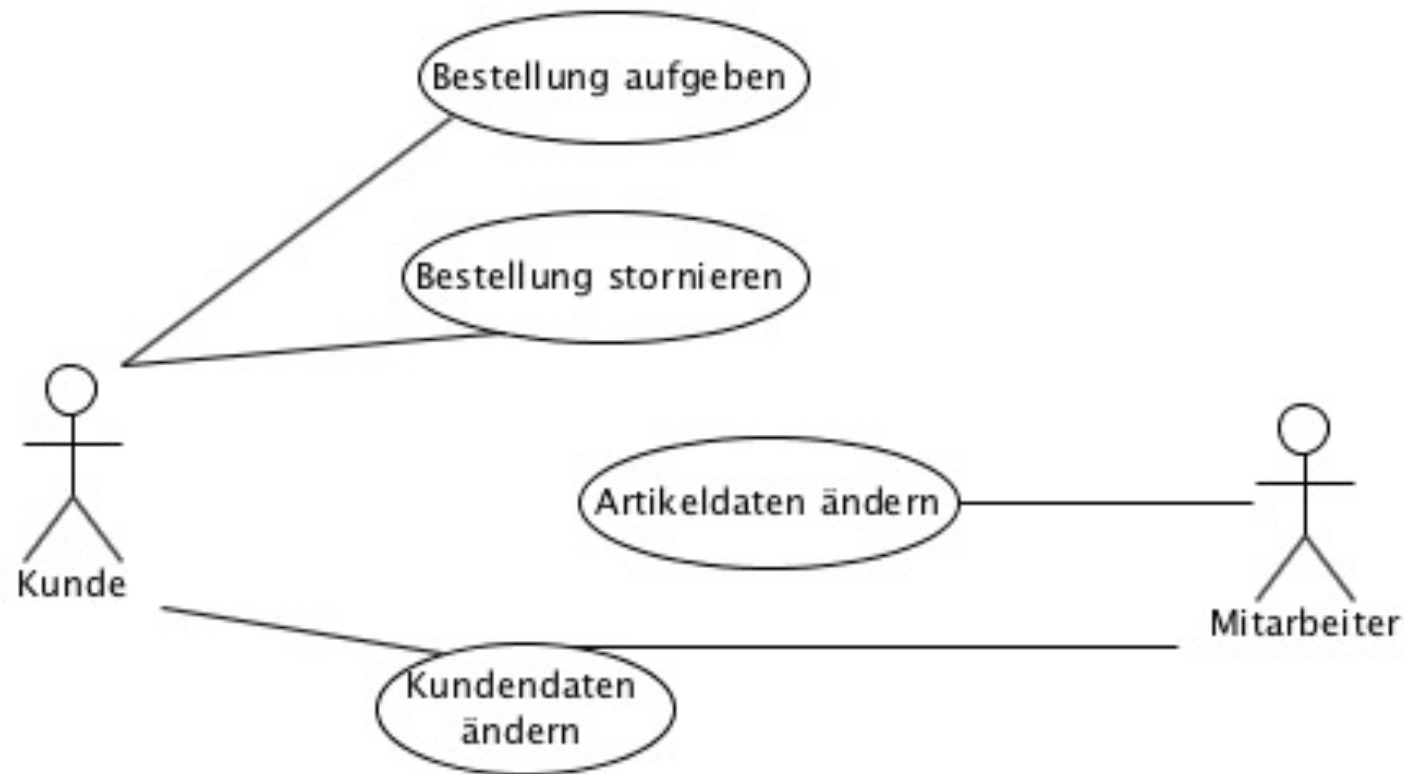 Bestellung aufgeben
Bestellung stornieren
Artikeldaten ändern
Kunde
Mitarbeiter
Kundendaten
ändern